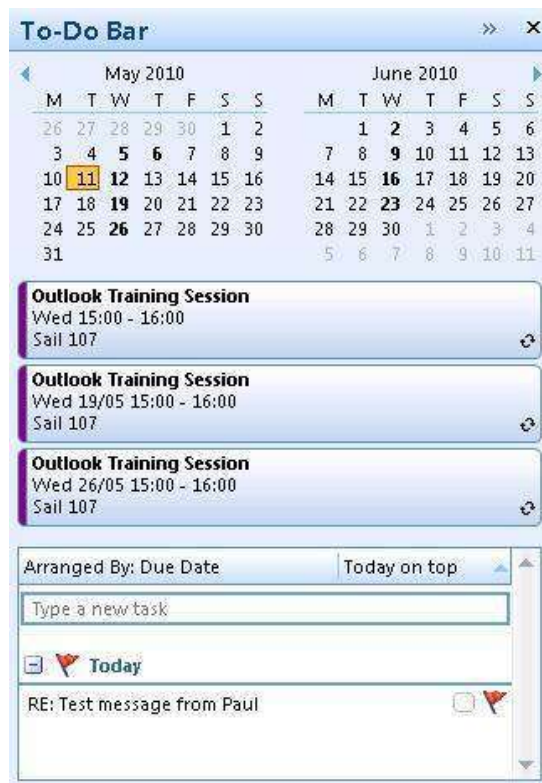 To-Do Bar
May 2010
M T W T F S S
26 27 28 29 30 1 2
3 4 5 6 7 8 9
10 11 12 13 14 15 16
17 18 19 20 21 22 23
24 25 26 27 28 29 30
31
June 2010
M T W T F S S
1 2 3 4 5 6
7 8 9 10 11 12 13
14 15 16 17 18 19 20
21 22 23 24 25 26 27
28 29 30 1 2 3 4
5 6 7 8 9 10 11
Outlook Training Session
Wed 15:00 - 16:00
Sail 107
Outlook Training Session
Wed 19/05 15:00 - 16:00
Sail 107
Outlook Training Session
Wed 26/05 15:00 - 16:00
Sail 107
Arranged By: Due Date Today on top
Type a new task
Today
RE: Test message from Paul